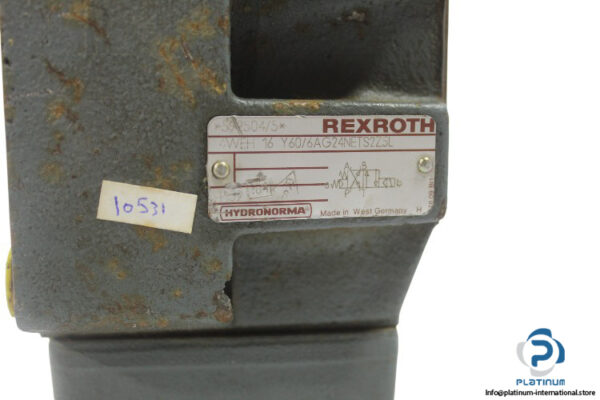 REXROTH
4WEH 16 Y60/6AG24NETS2Z5L
10531
HYDRONORMA
Made in West Germany
H
PLATINUM
Info@platinum-international.store